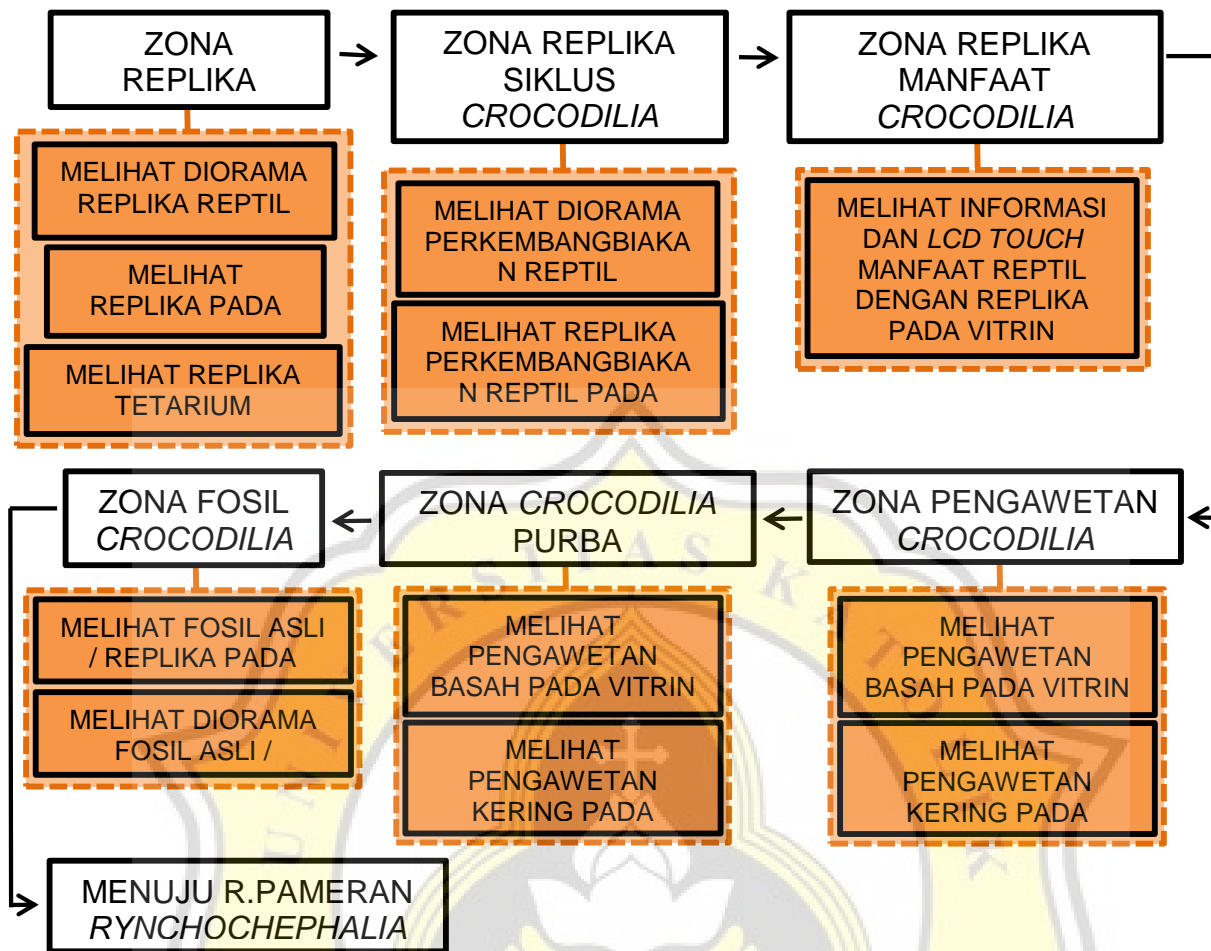 ZONA
REPLIKA
ZONA REPLIKA
SIKLUS
CROCODILIA
ZONA REPLIKA
MANFAAT
CROCODILIA
MELIHAT DIORAMA
REPLIKA REPTIL
MELIHAT
REPLIKA PADA
MELIHAT REPLIKA
TETARIUM
MELIHAT DIORAMA
PERKEMBANGBIAKA
N REPTIL
MELIHAT REPLIKA
PERKEMBANGBIAKA
N REPTIL PADA
MELIHAT INFORMASI
DAN LCD TOUCH
MANFAAT REPTIL
DENGAN REPLIKA
PADA VITRIN
ZONA FOSIL
CROCODILIA
ZONA CROCODILIA
PURBA
ZONA PENGAWETAN
CROCODILIA
MELIHAT FOSIL ASLI
/ REPLIKA PADA
MELIHAT DIORAMA
FOSIL ASLI /
MELIHAT
PENGAWETAN
BASAH PADA VITRIN
MELIHAT
PENGAWETAN
KERING PADA
MELIHAT
PENGAWETAN
BASAH PADA VITRIN
MELIHAT
PENGAWETAN
KERING PADA
MENUJU R.PAMERAN
RYNCHOCHEPHALIA
UNIVERSITAS KATOLIK